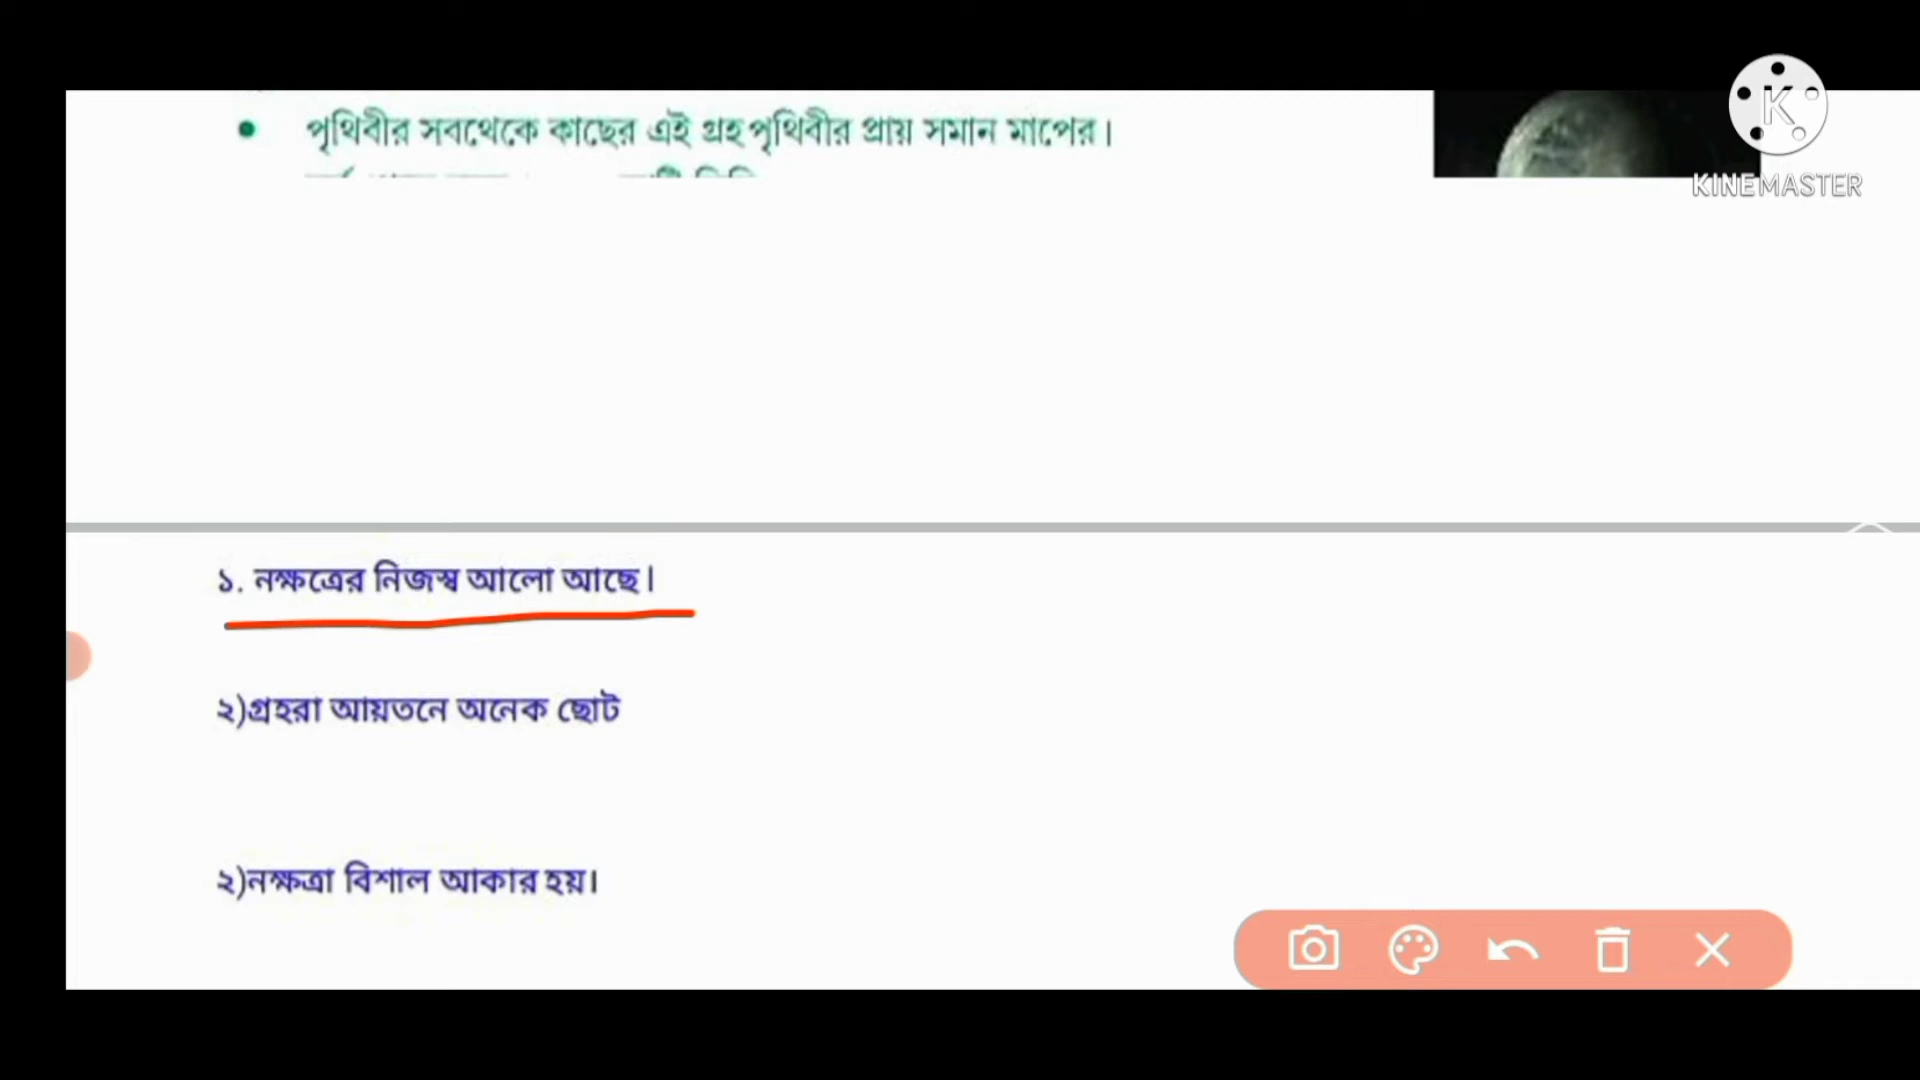 • পৃথিবীর সবথেকে কাছের এই গ্রহ পৃথিবীর প্রায় সমান মাপের।
KINEMASTER
১. নক্ষত্রের নিজস্ব আলো আছে।
২)গ্রহরা আয়তনে অনেক ছোট
২)নক্ষত্রা বিশাল আকার হয়।